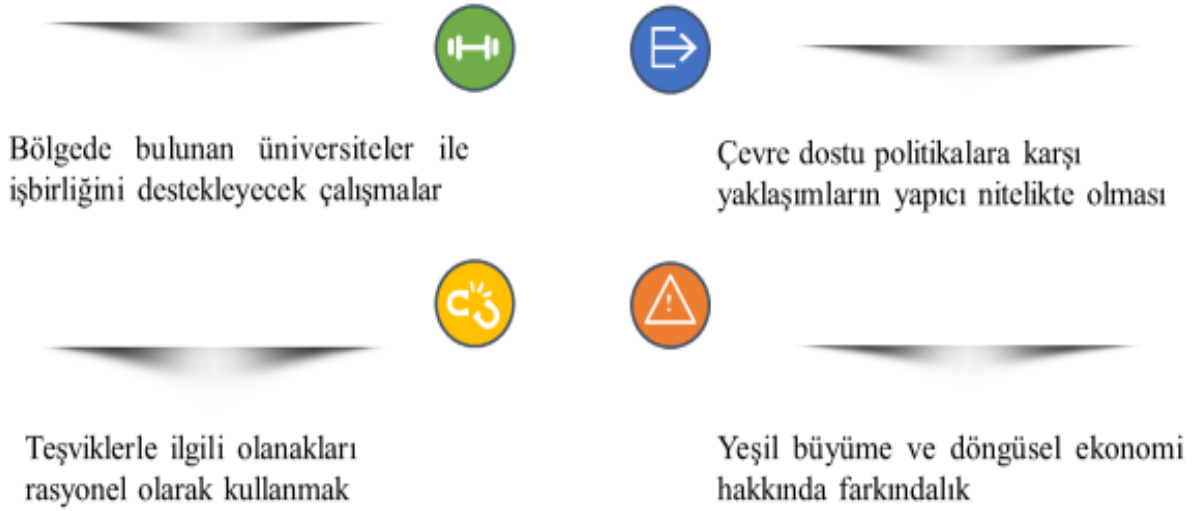 Bölgede bulunan üniversiteler ile
işbirliğini destekleyecek çalışmalar
Çevre dostu politikalara karşı
yaklaşımların yapıcı nitelikte olması
Teşviklerle ilgili olanakları
rasyonel olarak kullanmak
Yeşil büyüme ve döngüsel ekonomi
hakkında farkındalık